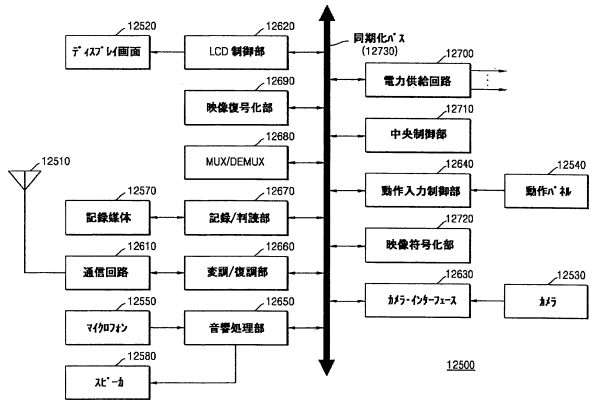 12520
ﾃﾞｨｽﾌﾟﾚｲ画面
12620
LCD 制御部
同期化ﾊﾞｽ
(12730)
12700
電力供給回路
12690
映像復号化部
12710
中央制御部
12680
MUX/DEMUX
12510
12640
動作入力制御部
12540
動作ﾊﾟﾈﾙ
12570
記録媒体
12670
記録/判読部
12720
映像符号化部
12610
通信回路
12660
変調/復調部
12630
ｶﾒﾗ･ｲﾝﾀｰﾌｪｰｽ
12530
ｶﾒﾗ
12550
ﾏｲｸﾛﾌｫﾝ
12650
音響処理部
12580
ｽﾋﾟｰｶ
12500